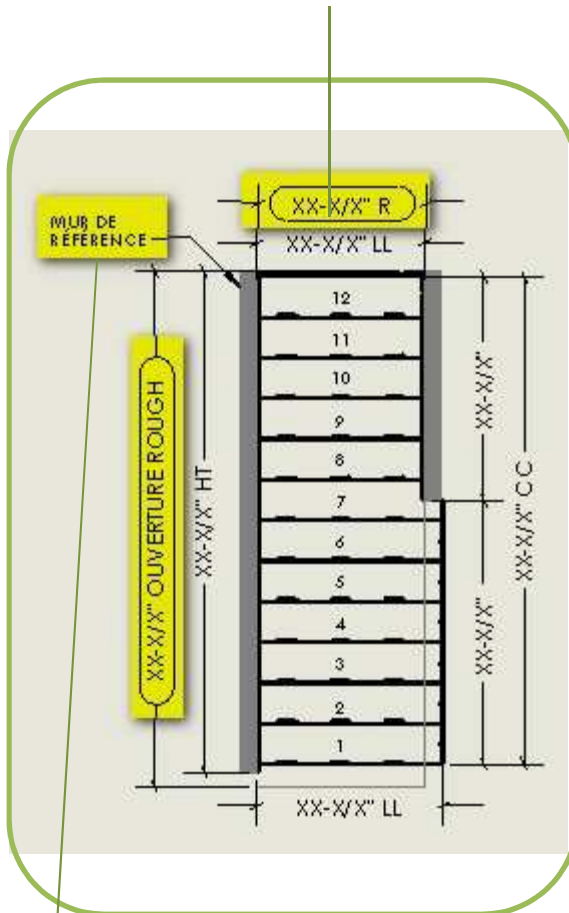 XX-X/X" R
MUR DE
RÉFÉRENCE
XX-X/X" LL
12
11
10
9
8
7
6
5
4
3
2
1
XX-X/X" OUVERTURE ROUGH
XX-X/X" HT
XX-X/X"
XX-X/X" CC
XX-X/X"
XX-X/X" LL